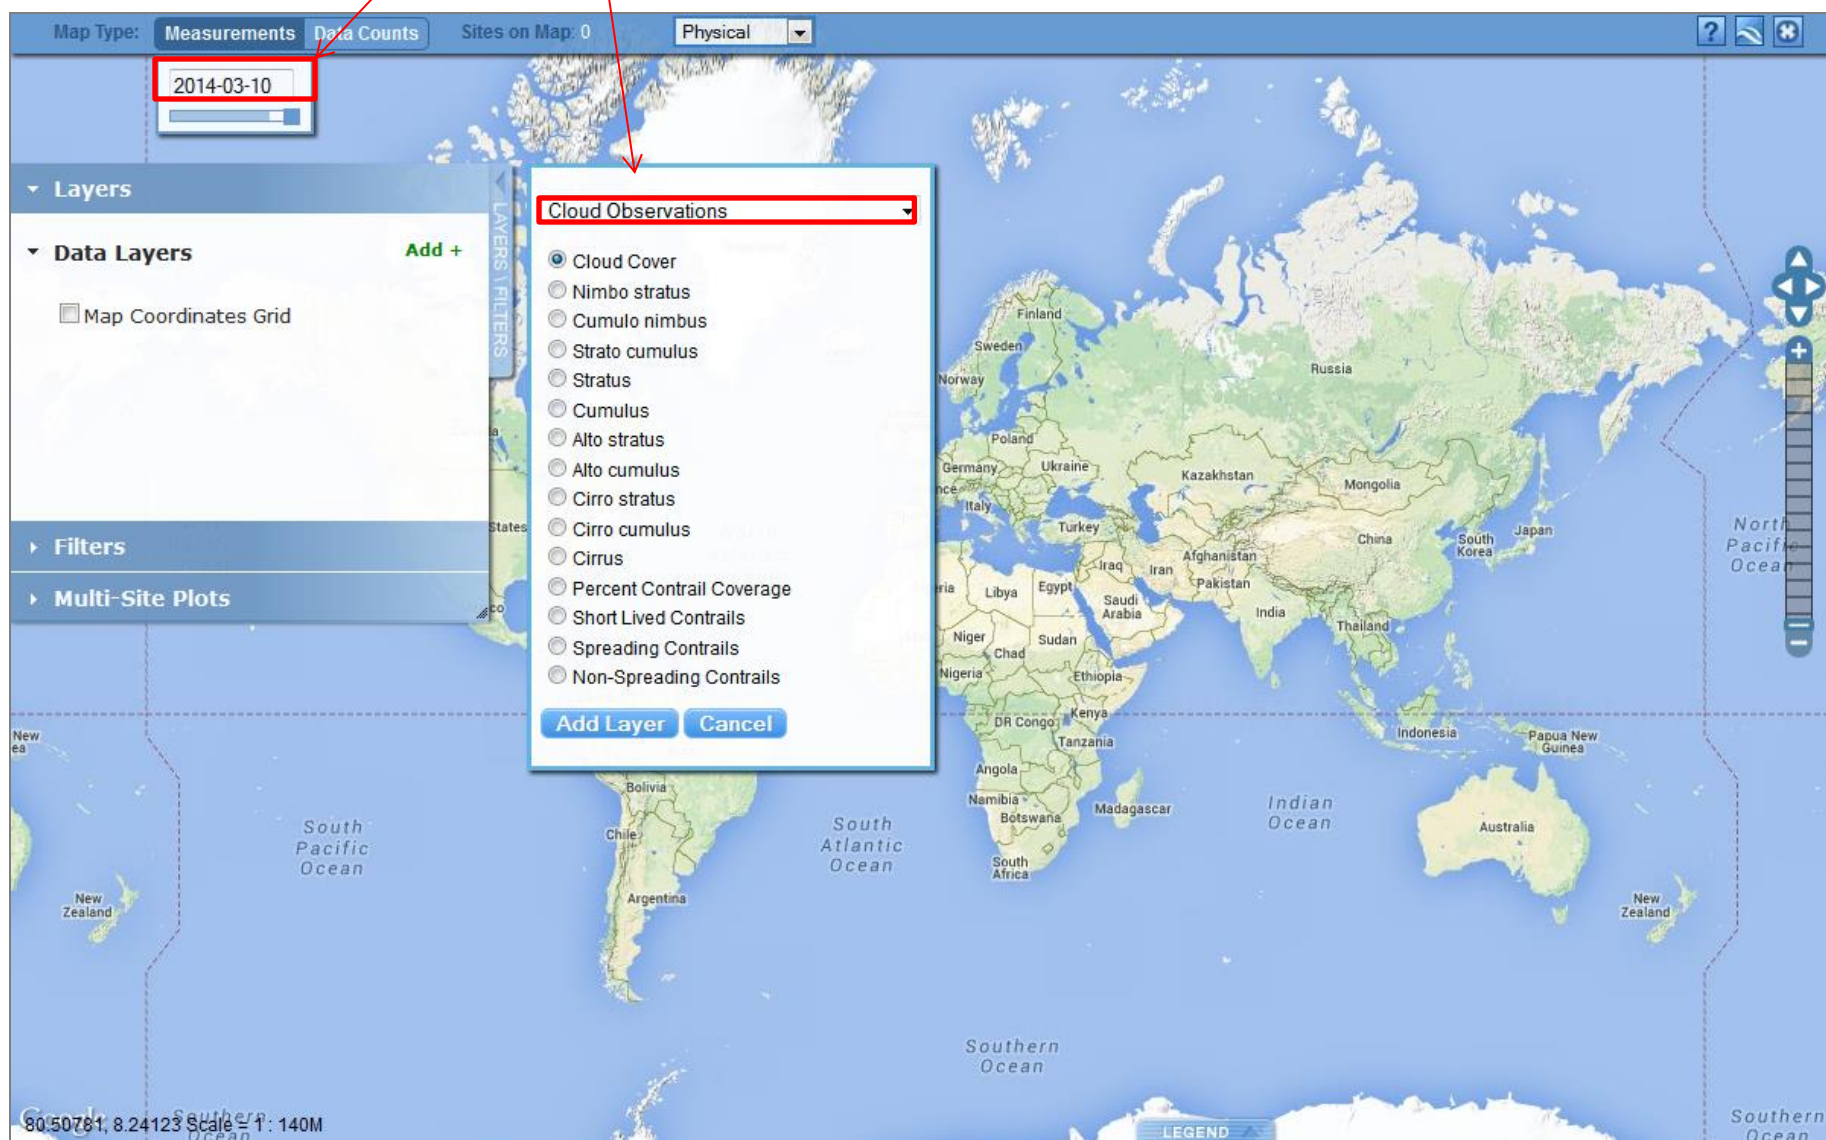 Map Type: Measurements Data Counts Sites on Map: 0 Physical ?
2014-03-10
Layers
Data Layers Add +
Map Coordinates Grid
LAYERS \ FILTERS
Filters
Multi-Site Plots
Cloud Observations
Cloud Cover
Nimbo stratus
Cumulo nimbus
Strato cumulus
Stratus
Cumulus
Alto stratus
Alto cumulus
Cirro stratus
Cirro cumulus
Cirrus
Percent Contrail Coverage
Short Lived Contrails
Spreading Contrails
Non-Spreading Contrails
Add Layer Cancel
Finland
Sweden
Norway
Russia
Poland
Germany
Ukraine
Kazakhstan
Mongolia
Italy
Turkey
States
China
South
Korea
Japan
North
Pacific
Ocean
Afghanistan
Iraq
Iran
Pakistan
Libya
Egypt
Saudi
Arabia
India
Thailand
Niger
Chad
Sudan
Nigeria
Ethiopia
DR Congo
Kenya
Tanzania
Indonesia
Papua New
Guinea
New
Angola
Namibia
Botswana
Madagascar
South
Africa
Bolivia
Chile
Argentina
South
Pacific
Ocean
South
Atlantic
Ocean
Indian
Ocean
Australia
New
Zealand
New
Zealand
Southern
Ocean
Google
Southern
Ocean
80.50781, 8.24123 Scale = 1 : 140M
LEGEND
Southern
Ocean